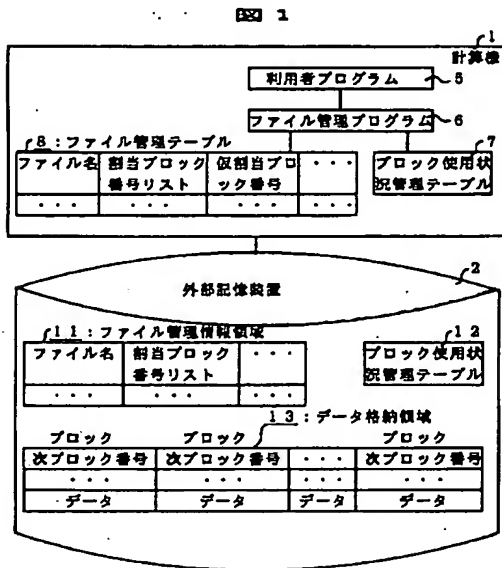 図 1
1
計算機
利用者プログラム
5
ファイル管理プログラム
6
8：ファイル管理テーブル
7
ファイル名 割当ブロック番号リスト 仮割当ブロック番号 ・・・
・・・ ・・・ ・・・ ・・・
ブロック使用状況管理テーブル
2
外部記憶装置
11：ファイル管理情報領域
12
ファイル名 割当ブロック番号リスト ・・・
・・・ ・・・ ・・・
ブロック使用状況管理テーブル
13：データ格納領域
ブロック ブロック ブロック
次ブロック番号 次ブロック番号 ・・・ 次ブロック番号
・・・ ・・・ ・・・ ・・・
データ データ データ データ